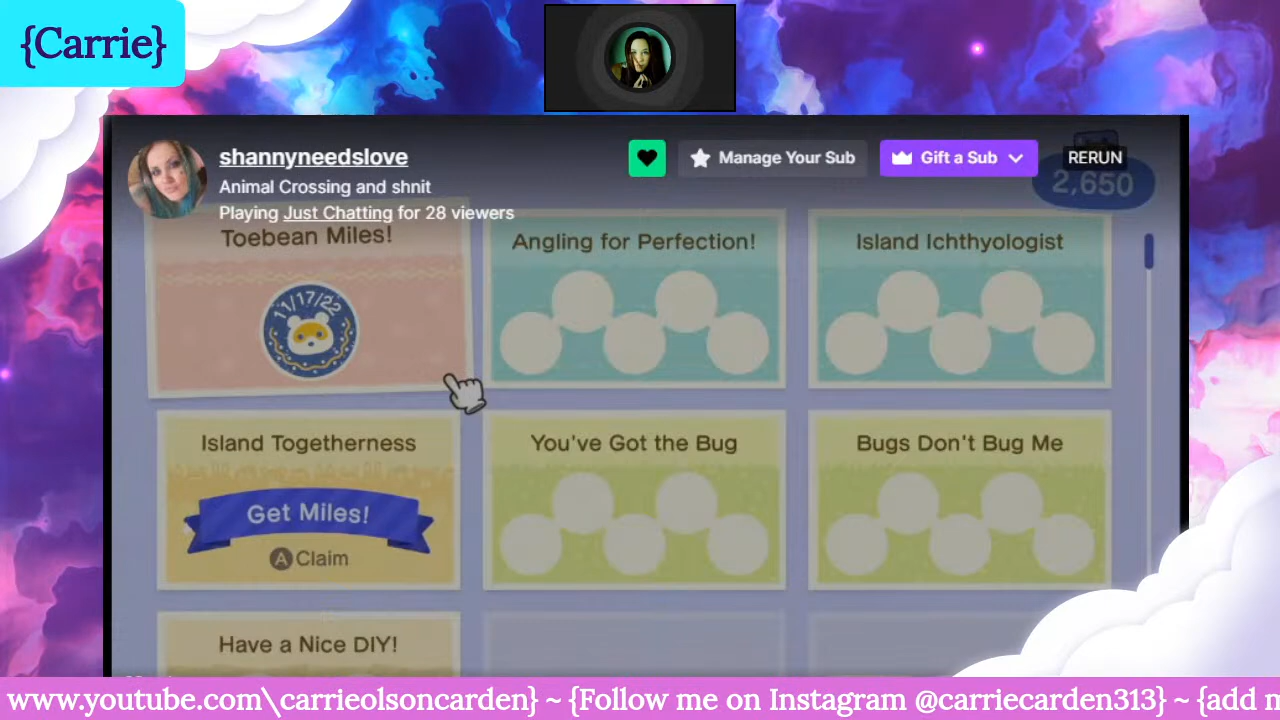 {Carrie}
shannyneedslove
Manage Your Sub
Gift a Sub
RERUN
Animal Crossing and shnit
2,650
Playing Just Chatting for 28 viewers
Toebean Miles!
Angling for Perfection!
Island Ichthyologist
11/17/22
Island Togetherness
You've Got the Bug
Bugs Don't Bug Me
Get Miles!
A Claim
Have a Nice DIY!
www.youtube.com\carrieolsoncarden} ~ {Follow me on Instagram @carriecarden313} ~ {add